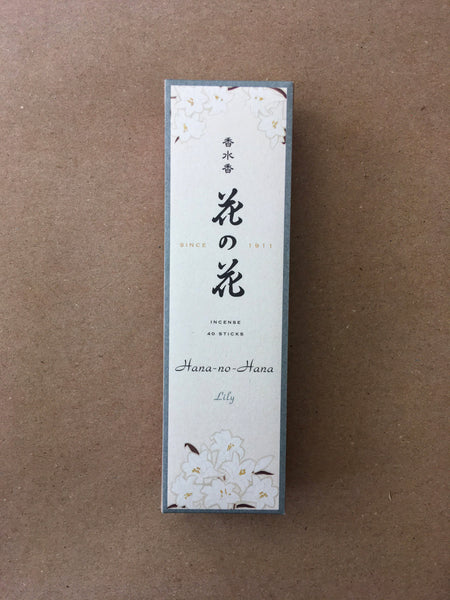 香水香
花の花
SINCE 1911
INCENSE
40 STICKS
Hana-no-Hana
Lily